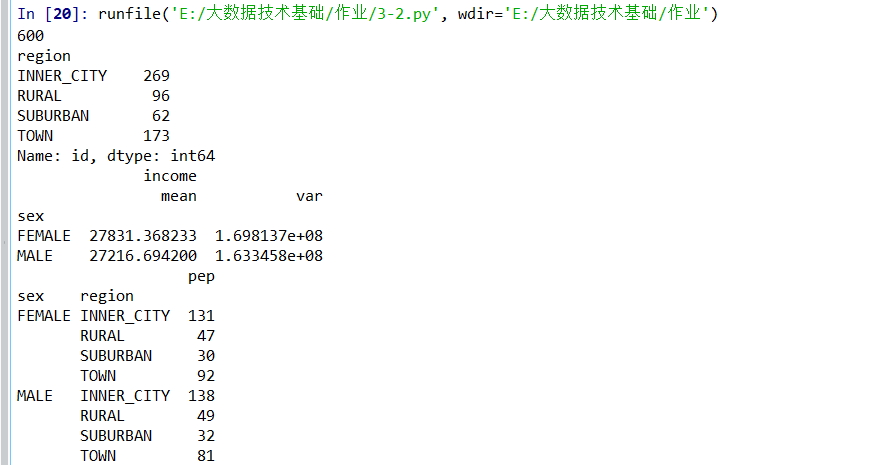 In [20]: runfile('E:/大数据技术基础/作业/3-2.py', wdir='E:/大数据技术基础/作业')
600
region
INNER_CITY    269
RURAL          96
SUBURBAN       62
TOWN          173
Name: id, dtype: int64
              income
                mean           var
sex
FEMALE  27831.368233  1.698137e+08
MALE    27216.694200  1.633458e+08
                   pep
sex    region
FEMALE INNER_CITY  131
       RURAL        47
       SUBURBAN     30
       TOWN         92
MALE   INNER_CITY  138
       RURAL        49
       SUBURBAN     32
       TOWN         81